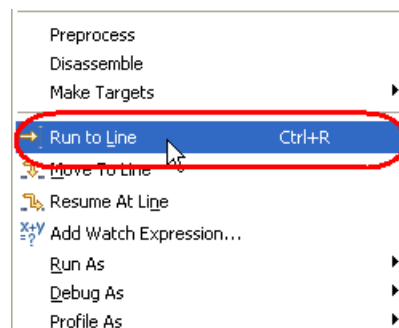 Preprocess
Disassemble
Make Targets
Run to Line Ctrl+R
Move To Line
Resume At Line
x+y =? Add Watch Expression...
Run As
Debug As
Profile As